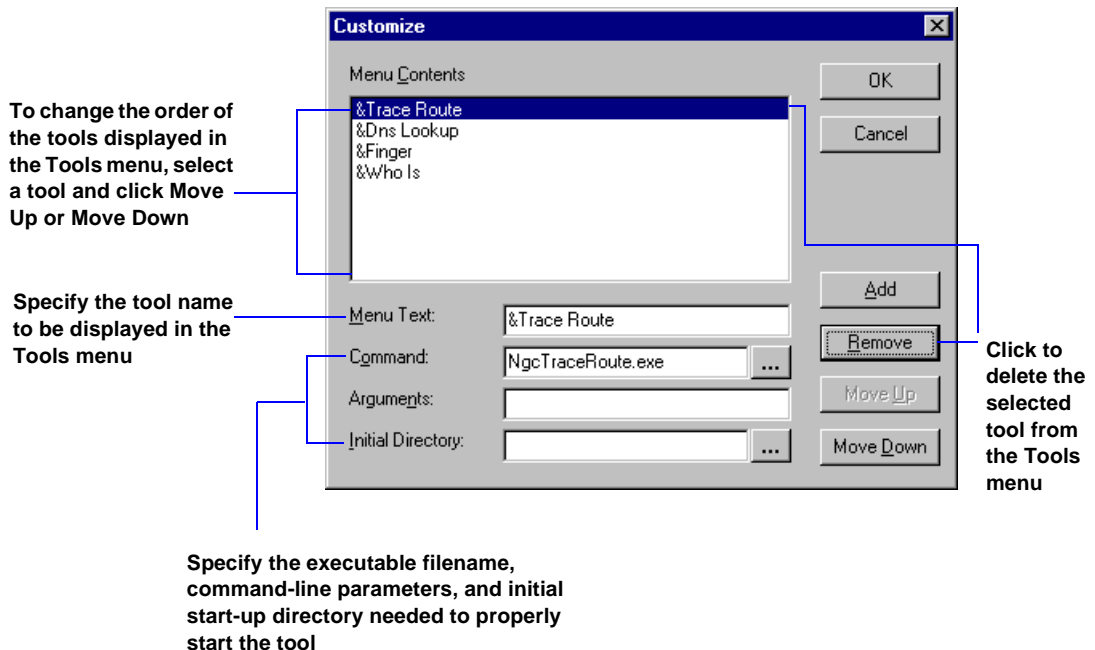 Customize
Menu Contents
&Trace Route
&Dns Lookup
&Finger
&Who Is
OK
Cancel
Add
Remove
Move Up
Move Down
Menu Text:
&Trace Route
Command:
NgcTraceRoute.exe
...
Arguments:
Initial Directory:
...
To change the order of
the tools displayed in
the Tools menu, select
a tool and click Move
Up or Move Down
Specify the tool name
to be displayed in the
Tools menu
Click to
delete the
selected
tool from
the Tools
menu
Specify the executable filename,
command-line parameters, and initial
start-up directory needed to properly
start the tool